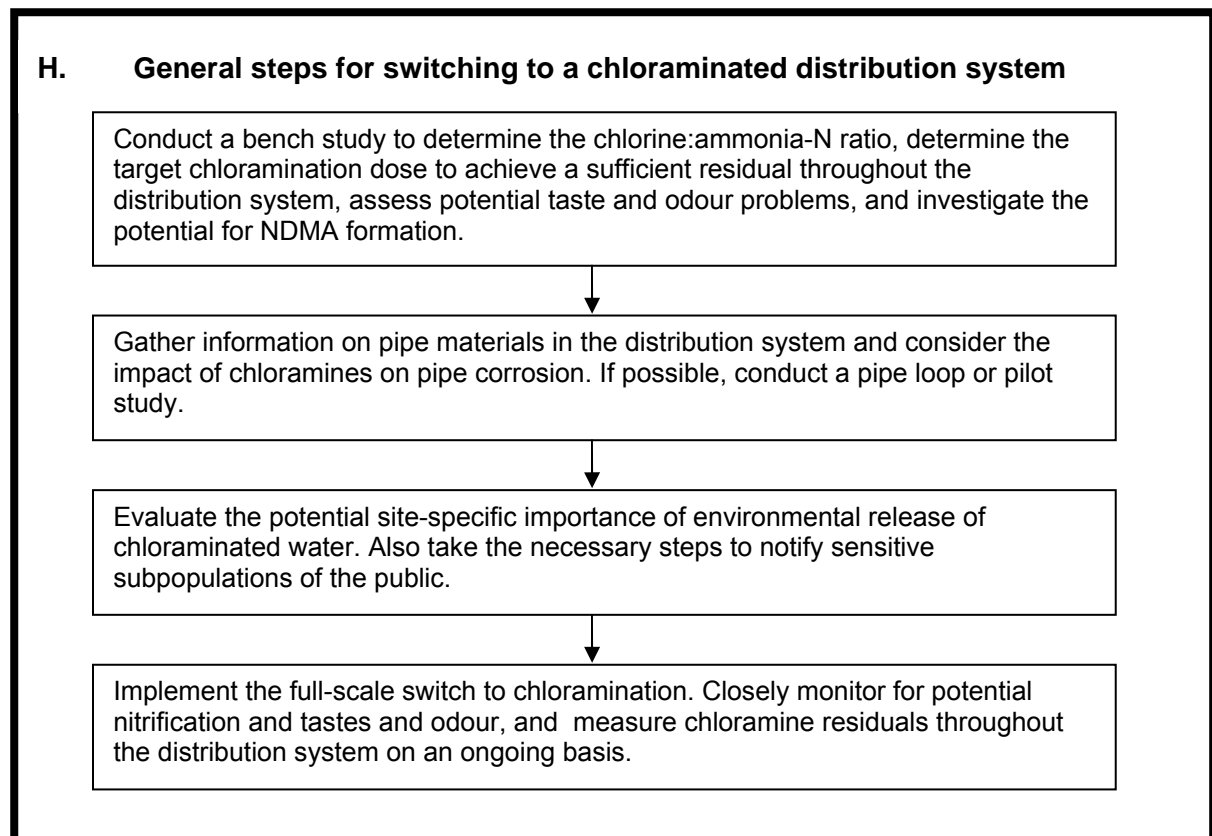 H. General steps for switching to a chloraminated distribution system
Conduct a bench study to determine the chlorine:ammonia-N ratio, determine the
target chloramination dose to achieve a sufficient residual throughout the
distribution system, assess potential taste and odour problems, and investigate the
potential for NDMA formation.
Gather information on pipe materials in the distribution system and consider the
impact of chloramines on pipe corrosion. If possible, conduct a pipe loop or pilot
study.
Evaluate the potential site-specific importance of environmental release of
chloraminated water. Also take the necessary steps to notify sensitive
subpopulations of the public.
Implement the full-scale switch to chloramination. Closely monitor for potential
nitrification and tastes and odour, and measure chloramine residuals throughout
the distribution system on an ongoing basis.